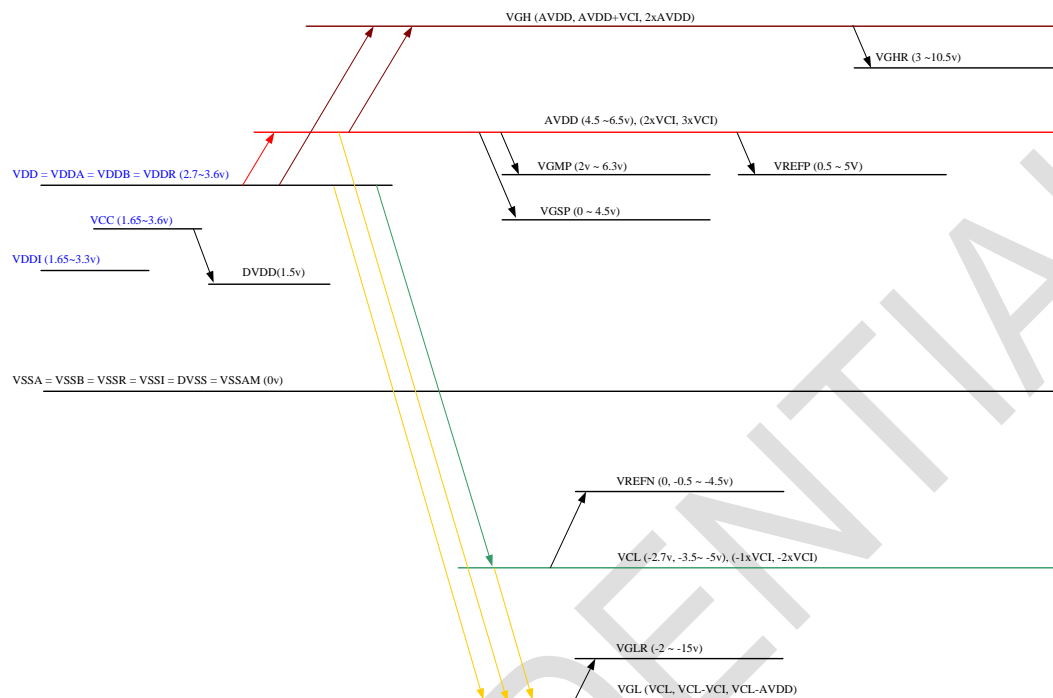 VGH (AVDD, AVDD+VCI, 2xAVDD)
VGHR (3 ~10.5v)
AVDD (4.5 ~6.5v), (2xVCI, 3xVCI)
VDD = VDDA = VDDB = VDDR (2.7~3.6v)
VGMP (2v ~ 6.3v)
VREFP (0.5 ~ 5V)
VGSP (0 ~ 4.5v)
VCC (1.65~3.6v)
VDDI (1.65~3.3v)
DVDD(1.5v)
VSSA = VSSB = VSSR = VSSI = DVSS = VSSAM (0v)
VREFN (0, -0.5 ~ -4.5v)
VCL (-2.7v, -3.5~ -5v), (-1xVCI, -2xVCI)
VGLR (-2 ~ -15v)
VGL (VCL, VCL-VCI, VCL-AVDD)
DENTIA